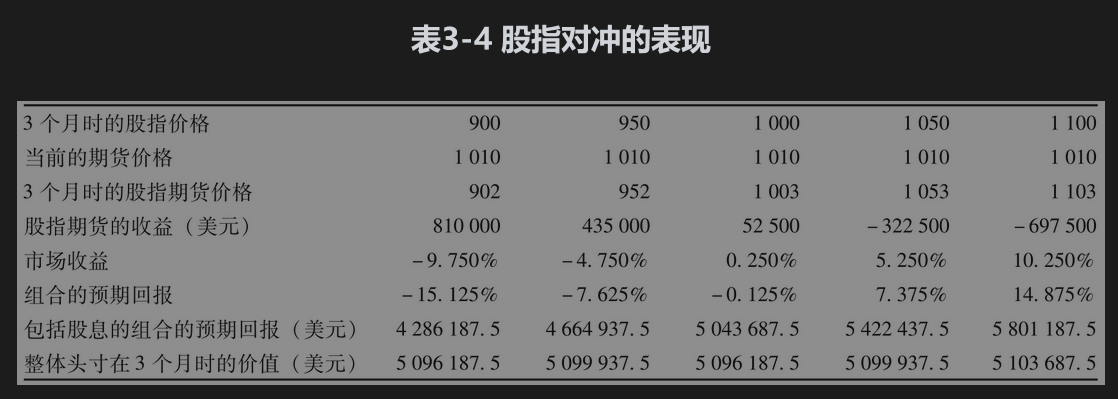 表3-4 股指对冲的表现
3 个月时的股指价格 900 950 1 000 1 050 1 100
当前的期货价格 1 010 1 010 1 010 1 010 1 010
3 个月时的股指期货价格 902 952 1 003 1 053 1 103
股指期货的收益（美元） 810 000 435 000 52 500 －322 500 －697 500
市场收益 －9. 750% －4. 750% 0. 250% 5. 250% 10. 250%
组合的预期回报 －15. 125% －7. 625% －0. 125% 7. 375% 14. 875%
包括股息的组合的预期回报（美元） 4 286 187. 5 4 664 937. 5 5 043 687. 5 5 422 437. 5 5 801 187. 5
整体头寸在 3 个月时的价值（美元） 5 096 187. 5 5 099 937. 5 5 096 187. 5 5 099 937. 5 5 103 687. 5